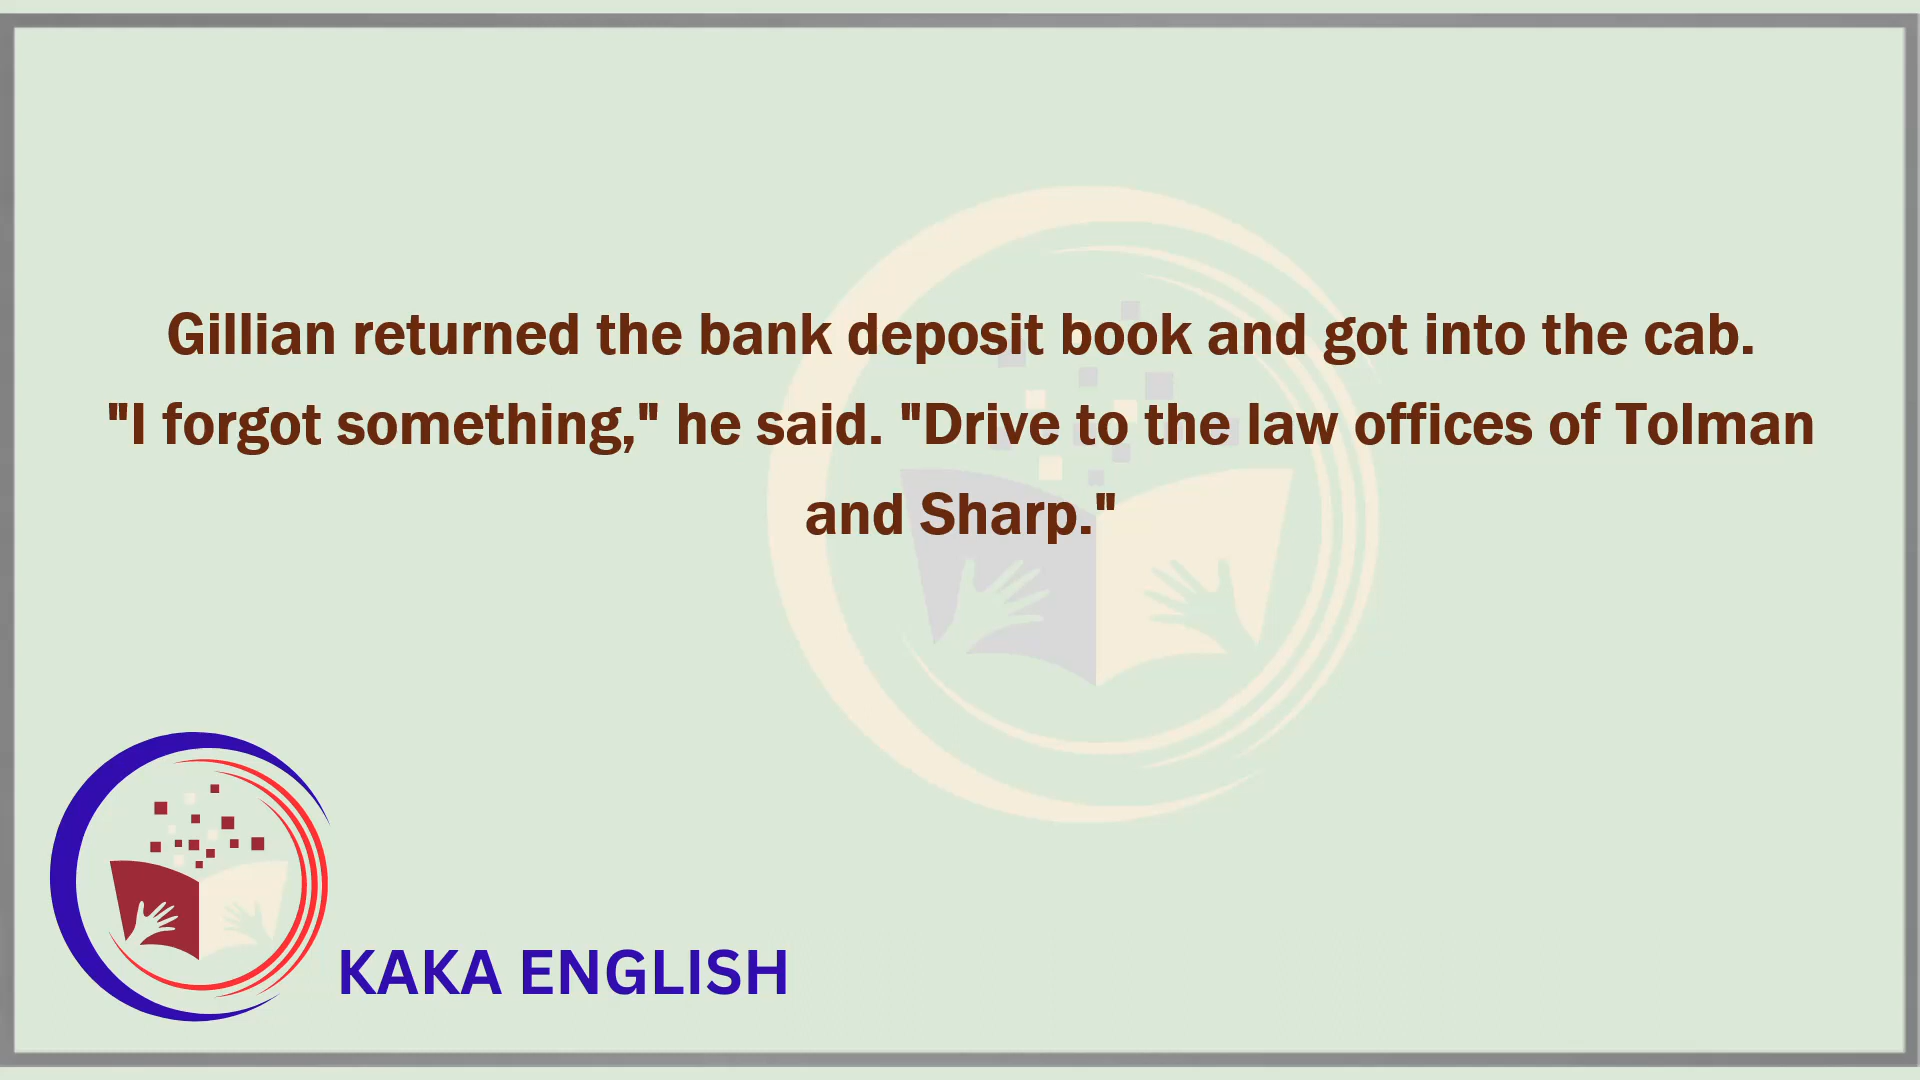 Gillian returned the bank deposit book and got into the cab.
"I forgot something," he said. "Drive to the law offices of Tolman
and Sharp."
KAKA ENGLISH